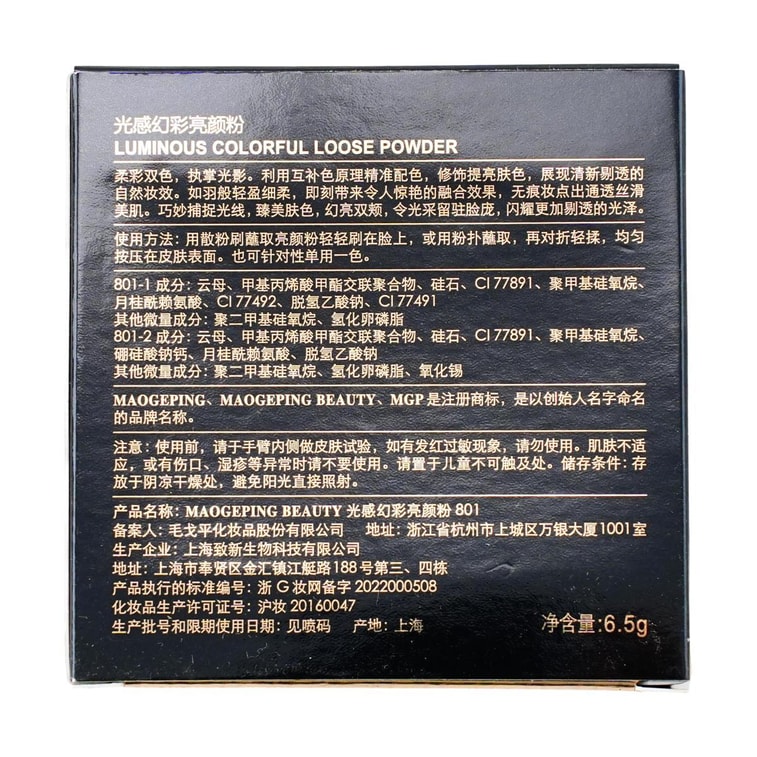 光感幻彩亮颜粉
LUMINOUS COLORFUL LOOSE POWDER
柔彩双色，执掌光影。利用互补色原理精准配色，修饰提亮肤色，展现清新剔透的
自然妆效。如羽般轻盈细柔，即刻带来令人惊艳的融合效果，无痕妆点出通透丝滑
美肌。巧妙捕捉光线，臻美肤色，幻亮双颊，令光采留驻脸庞，闪耀更加剔透的光泽。
使用方法：用散粉刷蘸取亮颜粉轻轻刷在脸上，或用粉扑蘸取，再对折轻揉，均匀
按压在皮肤表面。也可针对性单用一色。
801-1 成分：云母、甲基丙烯酸甲酯交联聚合物、硅石、CI 77891、聚甲基硅氧烷、
月桂酰赖氨酸、CI 77492、脱氢乙酸钠、CI 77491
其他微量成分：聚二甲基硅氧烷、氢化卵磷脂
801-2 成分：云母、甲基丙烯酸甲酯交联聚合物、硅石、CI 77891、聚甲基硅氧烷、
硼硅酸钠钙、月桂酰赖氨酸、脱氢乙酸钠
其他微量成分：聚二甲基硅氧烷、氢化卵磷脂、氧化锡
MAOGEPING、MAOGEPING BEAUTY、MGP 是注册商标，是以创始人名字命名
的品牌名称。
注意：使用前，请于手臂内侧做皮肤试验，如有发红过敏现象，请勿使用。肌肤不适
应，或有伤口、湿疹等异常时请不要使用。请置于儿童不可触及处。储存条件：存
放于阴凉干燥处，避免阳光直接照射。
产品名称：MAOGEPING BEAUTY 光感幻彩亮颜粉 801
备案人：毛戈平化妆品股份有限公司 地址：浙江省杭州市上城区万银大厦1001室
生产企业：上海致新生物科技有限公司
地址：上海市奉贤区金汇镇江艇路188号第三、四栋
产品执行的标准编号：浙 G 妆网备字 2022000508
化妆品生产许可证号：沪妆 20160047
生产批号和限期使用日期：见喷码 产地：上海
净含量:6.5g